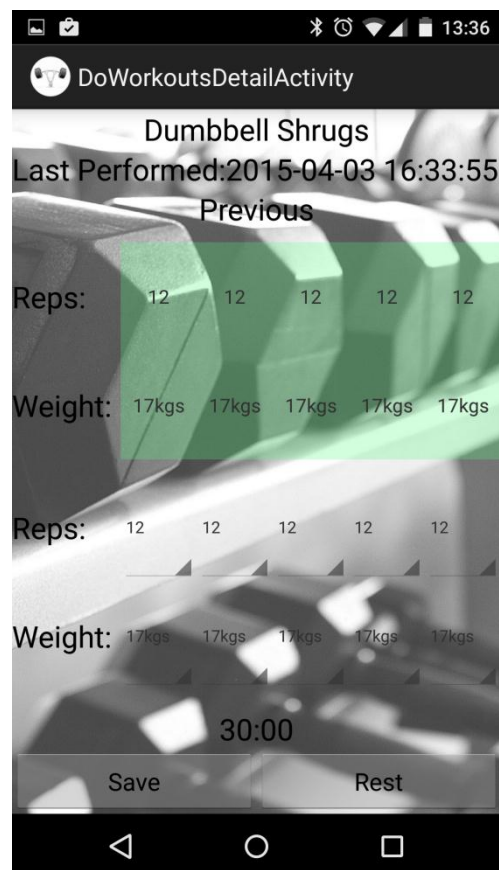 13:36
DoWorkoutsDetailActivity
Dumbbell Shrugs
Last Performed:2015-04-03 16:33:55
Previous
Reps: 12 12 12 12 12
Weight: 17kgs 17kgs 17kgs 17kgs 17kgs
Reps: 12 12 12 12 12
Weight: 17kgs 17kgs 17kgs 17kgs 17kgs
30:00
Save Rest